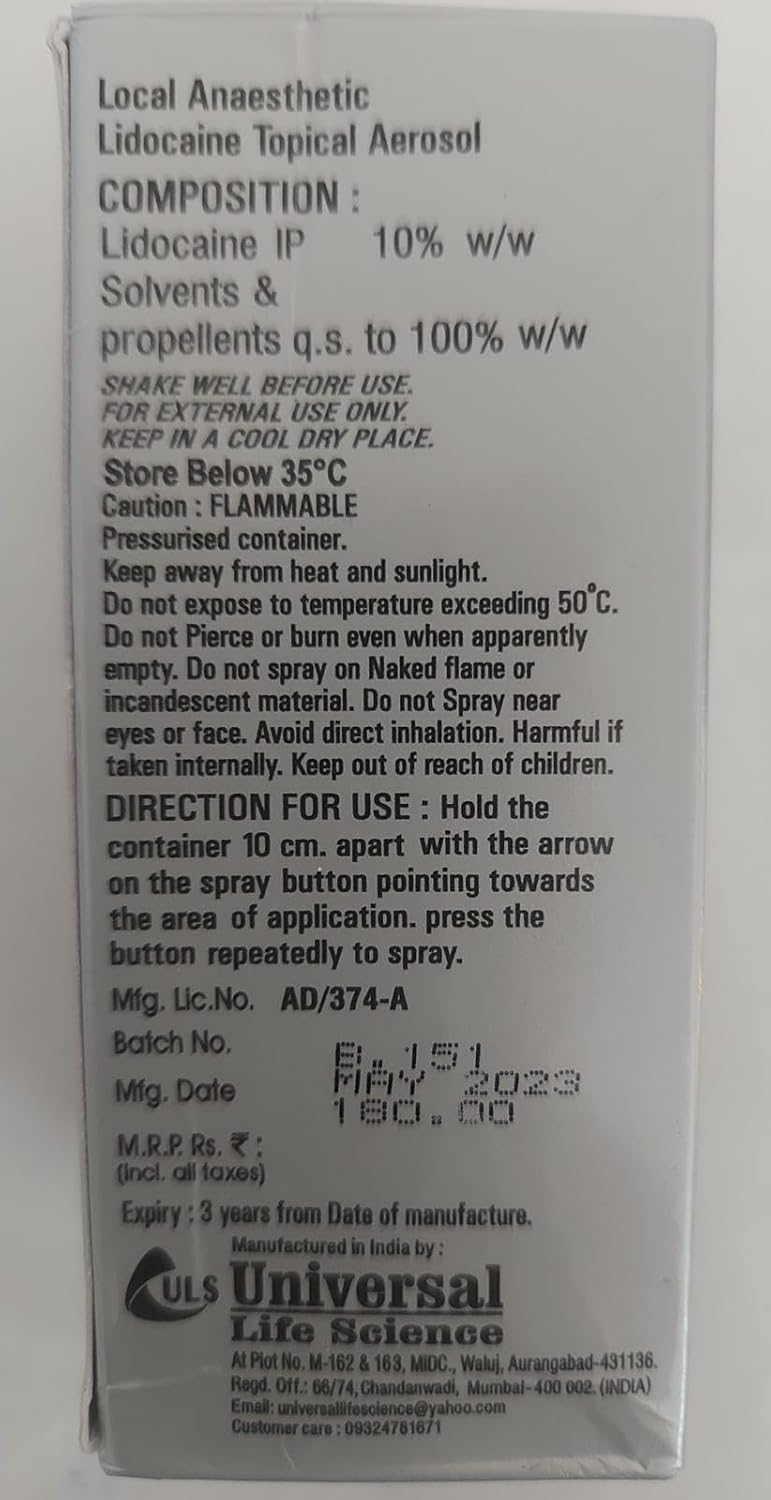 Local Anaesthetic
Lidocaine Topical Aerosol
COMPOSITION :
Lidocaine IP 10% w/w
Solvents &
propellents q.s. to 100% w/w
SHAKE WELL BEFORE USE.
FOR EXTERNAL USE ONLY.
KEEP IN A COOL DRY PLACE.
Store Below 35°C
Caution : FLAMMABLE
Pressurised container.
Keep away from heat and sunlight.
Do not expose to temperature exceeding 50°C.
Do not Pierce or burn even when apparently
empty. Do not spray on Naked flame or
incandescent material. Do not Spray near
eyes or face. Avoid direct inhalation. Harmful if
taken internally. Keep out of reach of children.
DIRECTION FOR USE : Hold the
container 10 cm. apart with the arrow
on the spray button pointing towards
the area of application. press the
button repeatedly to spray.
Mfg. Lic.No. AD/374-A
Batch No. B.151
Mfg. Date MAY 2023
M.R.P. Rs. ₹ : 180.00
(incl. all taxes)
Expiry : 3 years from Date of manufacture.
Manufactured in India by :
ULS Universal
Life Science
At Plot No. M-162 & 163, MIDC., Waluj, Aurangabad-431136.
Regd. Off.: 66/74, Chandanwadi, Mumbai-400 002. (INDIA)
Email: universallifescience@yahoo.com
Customer care : 09324781671